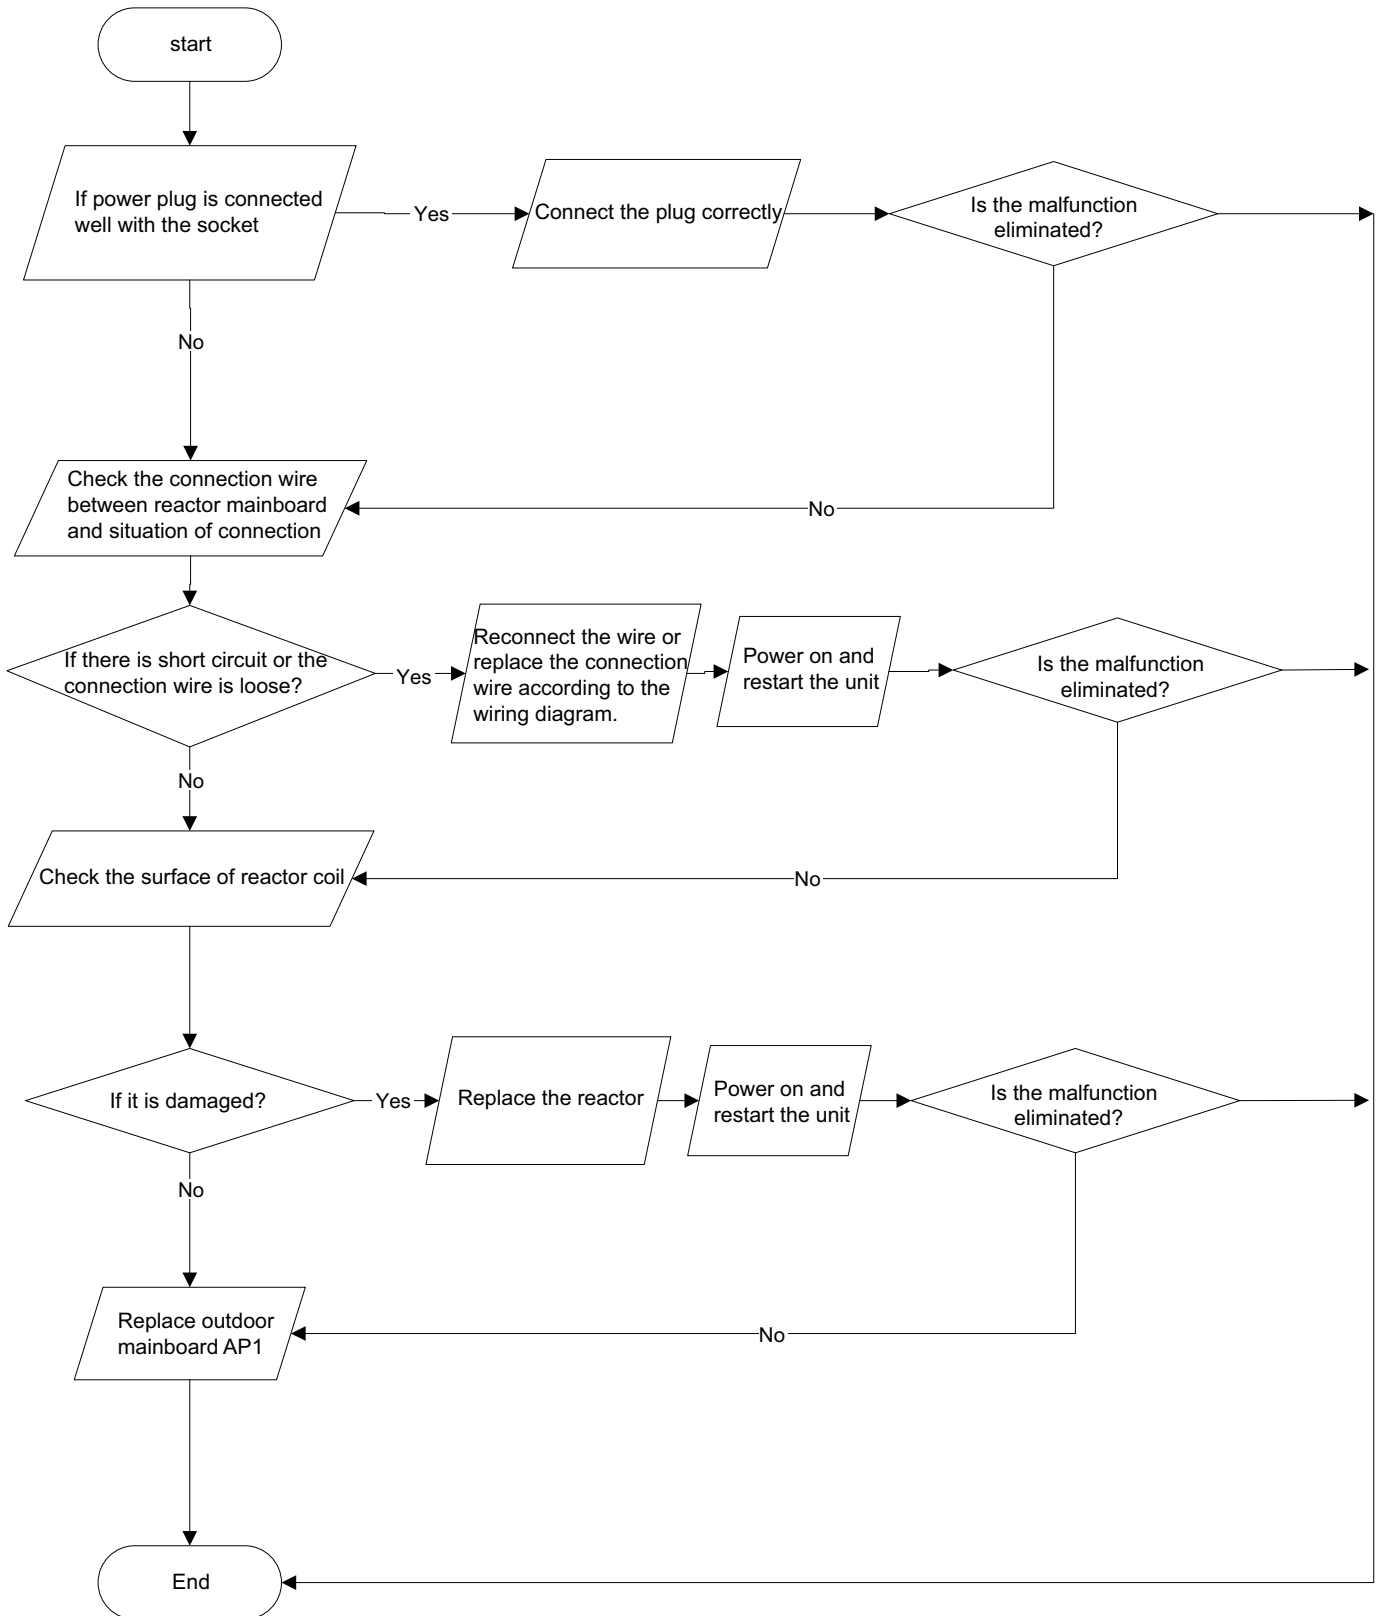 start
If power plug is connected
well with the socket
Yes
Connect the plug correctly
Is the malfunction
eliminated?
No
Check the connection wire
between reactor mainboard
and situation of connection
No
If there is short circuit or the
connection wire is loose?
Yes
Reconnect the wire or
replace the connection
wire according to the
wiring diagram.
Power on and
restart the unit
Is the malfunction
eliminated?
No
Check the surface of reactor coil
No
If it is damaged?
Yes
Replace the reactor
Power on and
restart the unit
Is the malfunction
eliminated?
No
Replace outdoor
mainboard AP1
No
End